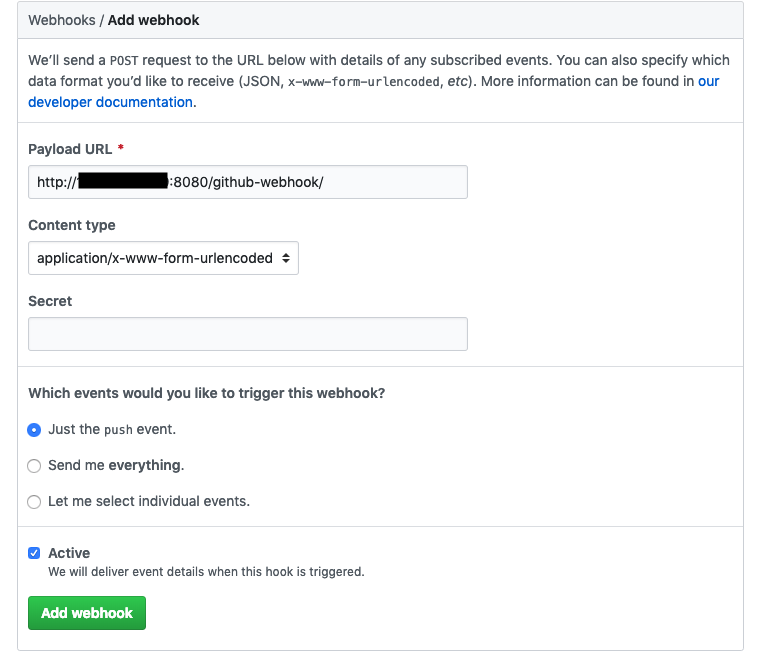 Webhooks / Add webhook
We’ll send a POST request to the URL below with details of any subscribed events. You can also specify which
data format you’d like to receive (JSON, x-www-form-urlencoded, etc). More information can be found in our
developer documentation.
Payload URL *
http:// :8080/github-webhook/
Content type
application/x-www-form-urlencoded
Secret
Which events would you like to trigger this webhook?
Just the push event.
Send me everything.
Let me select individual events.
Active
We will deliver event details when this hook is triggered.
Add webhook